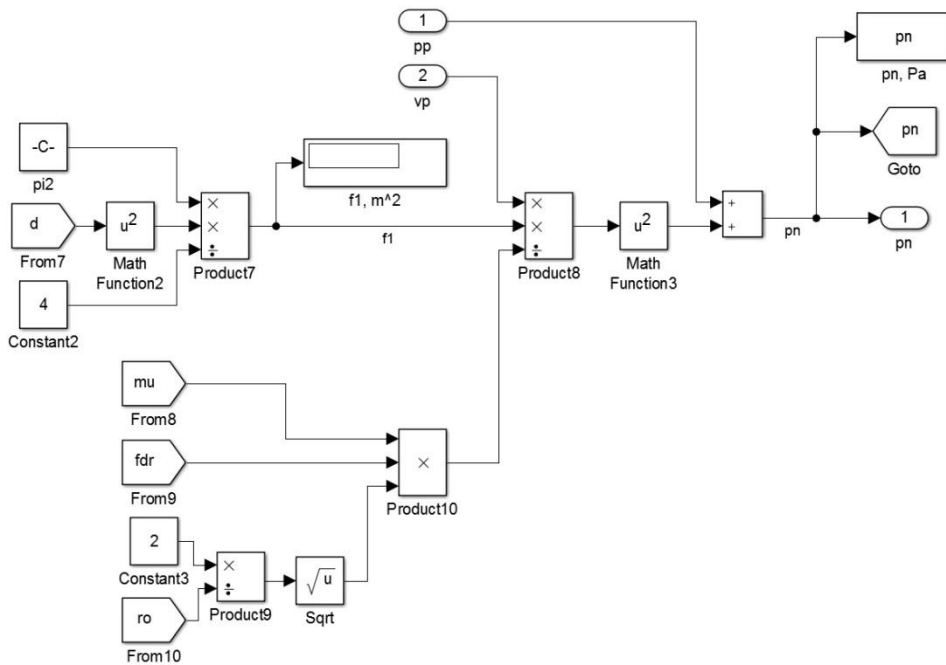 1
pp
2
vp
pn
pn, Pa
pn
Goto
-C-
pi2
f1, m^2
d
From7
u²
Math
Function2
×
×
÷
Product7
f1
×
×
÷
Product8
u²
Math
Function3
+
+
pn
1
pn
4
Constant2
mu
From8
fdr
From9
×
Product10
2
Constant3
×
÷
Product9
√u
Sqrt
ro
From10